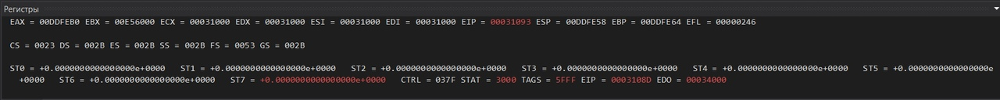 Регистры
EAX = 00DDFEB0 EBX = 00E56000 ECX = 00031000 EDX = 00031000 ESI = 00031000 EDI = 00031000 EIP = 00031093 ESP = 00DDFE58 EBP = 00DDFE64 EFL = 00000246
CS = 0023 DS = 002B ES = 002B SS = 002B FS = 0053 GS = 002B
ST0 = +0.0000000000000000e+0000 ST1 = +0.0000000000000000e+0000 ST2 = +0.0000000000000000e+0000 ST3 = +0.0000000000000000e+0000 ST4 = +0.0000000000000000e+0000 ST5 = +0.0000000000000000e
+0000 ST6 = +0.0000000000000000e+0000 ST7 = +0.0000000000000000e+0000 CTRL = 037F STAT = 3000 TAGS = 5FFF EIP = 0003108D EDO = 00034000